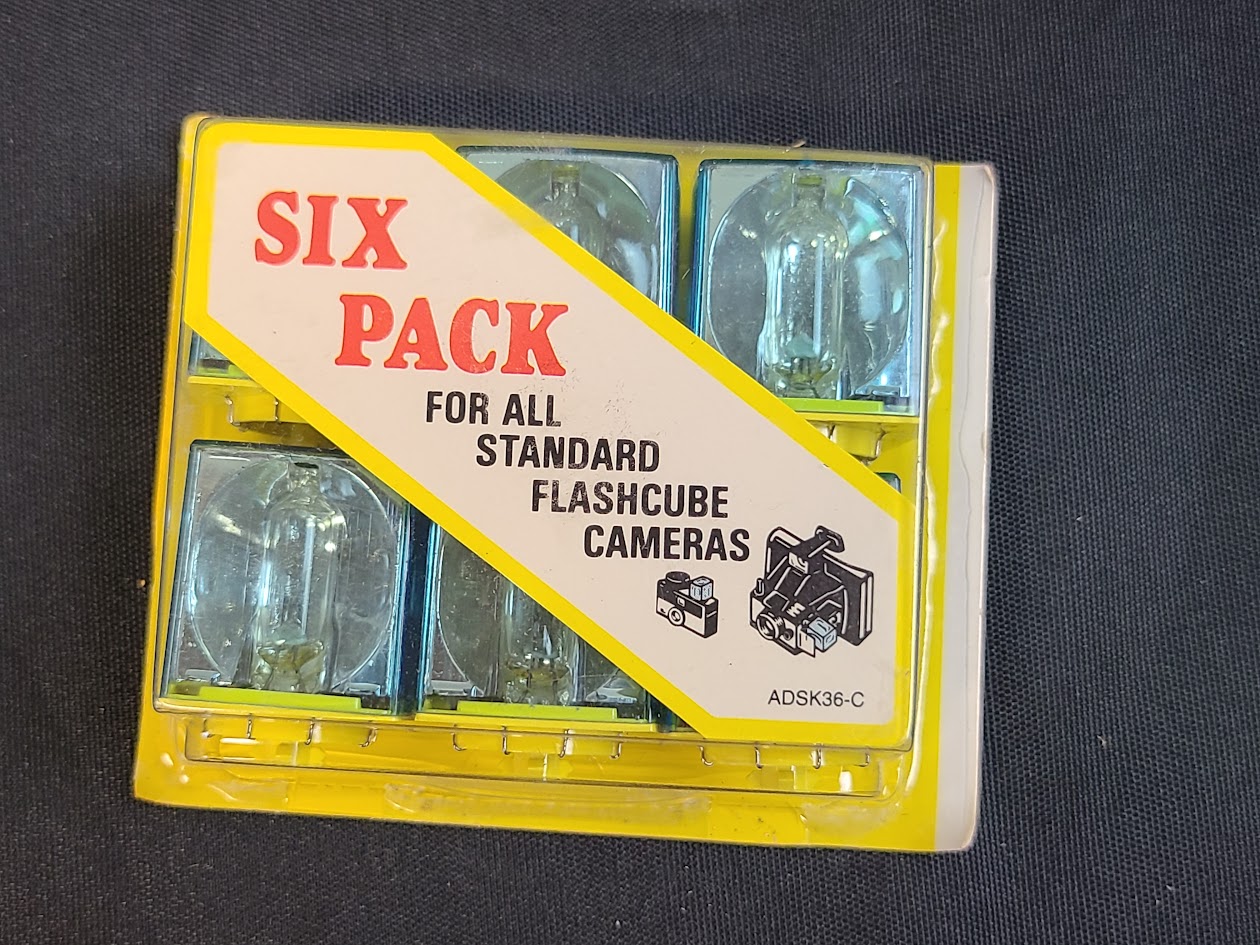 SIX
PACK
FOR ALL
STANDARD
FLASHCUBE
CAMERAS
ADSK36-C